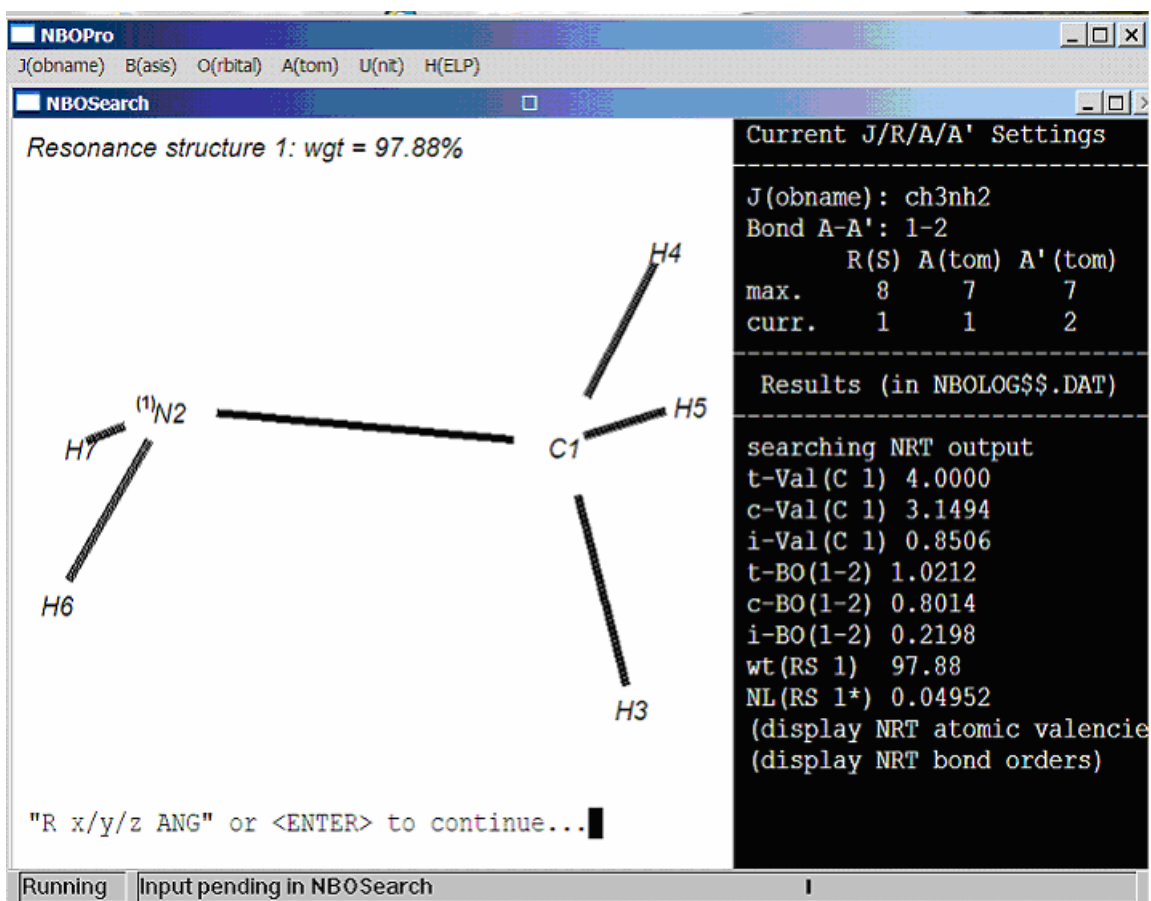 NBOPro
J(obname) B(asis) O(rbital) A(tom) U(nit) H(ELP)
NBOSearch
Resonance structure 1: wgt = 97.88%
H4
(1)N2
H5
H7
C1
H6
H3
"R x/y/z ANG" or <ENTER> to continue...
Current J/R/A/A' Settings
J(obname): ch3nh2
Bond A-A': 1-2
R(S) A(tom) A'(tom)
max. 8 7 7
curr. 1 1 2
Results (in NBOLOG$$.DAT)
searching NRT output
t-Val(C 1) 4.0000
c-Val(C 1) 3.1494
i-Val(C 1) 0.8506
t-BO(1-2) 1.0212
c-BO(1-2) 0.8014
i-BO(1-2) 0.2198
wt(RS 1) 97.88
NL(RS 1*) 0.04952
(display NRT atomic valencie
(display NRT bond orders)
Running Input pending in NBOSearch